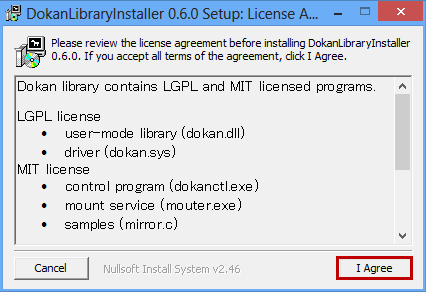 DokanLibraryInstaller 0.6.0 Setup: License A...
Please review the license agreement before installing DokanLibraryInstaller
0.6.0. If you accept all terms of the agreement, click I Agree.
Dokan library contains LGPL and MIT licensed programs.
LGPL license
• user-mode library (dokan.dll)
• driver (dokan.sys)
MIT license
• control program (dokanctl.exe)
• mount service (mouter.exe)
• samples (mirror.c)
Cancel
Nullsoft Install System v2.46
I Agree